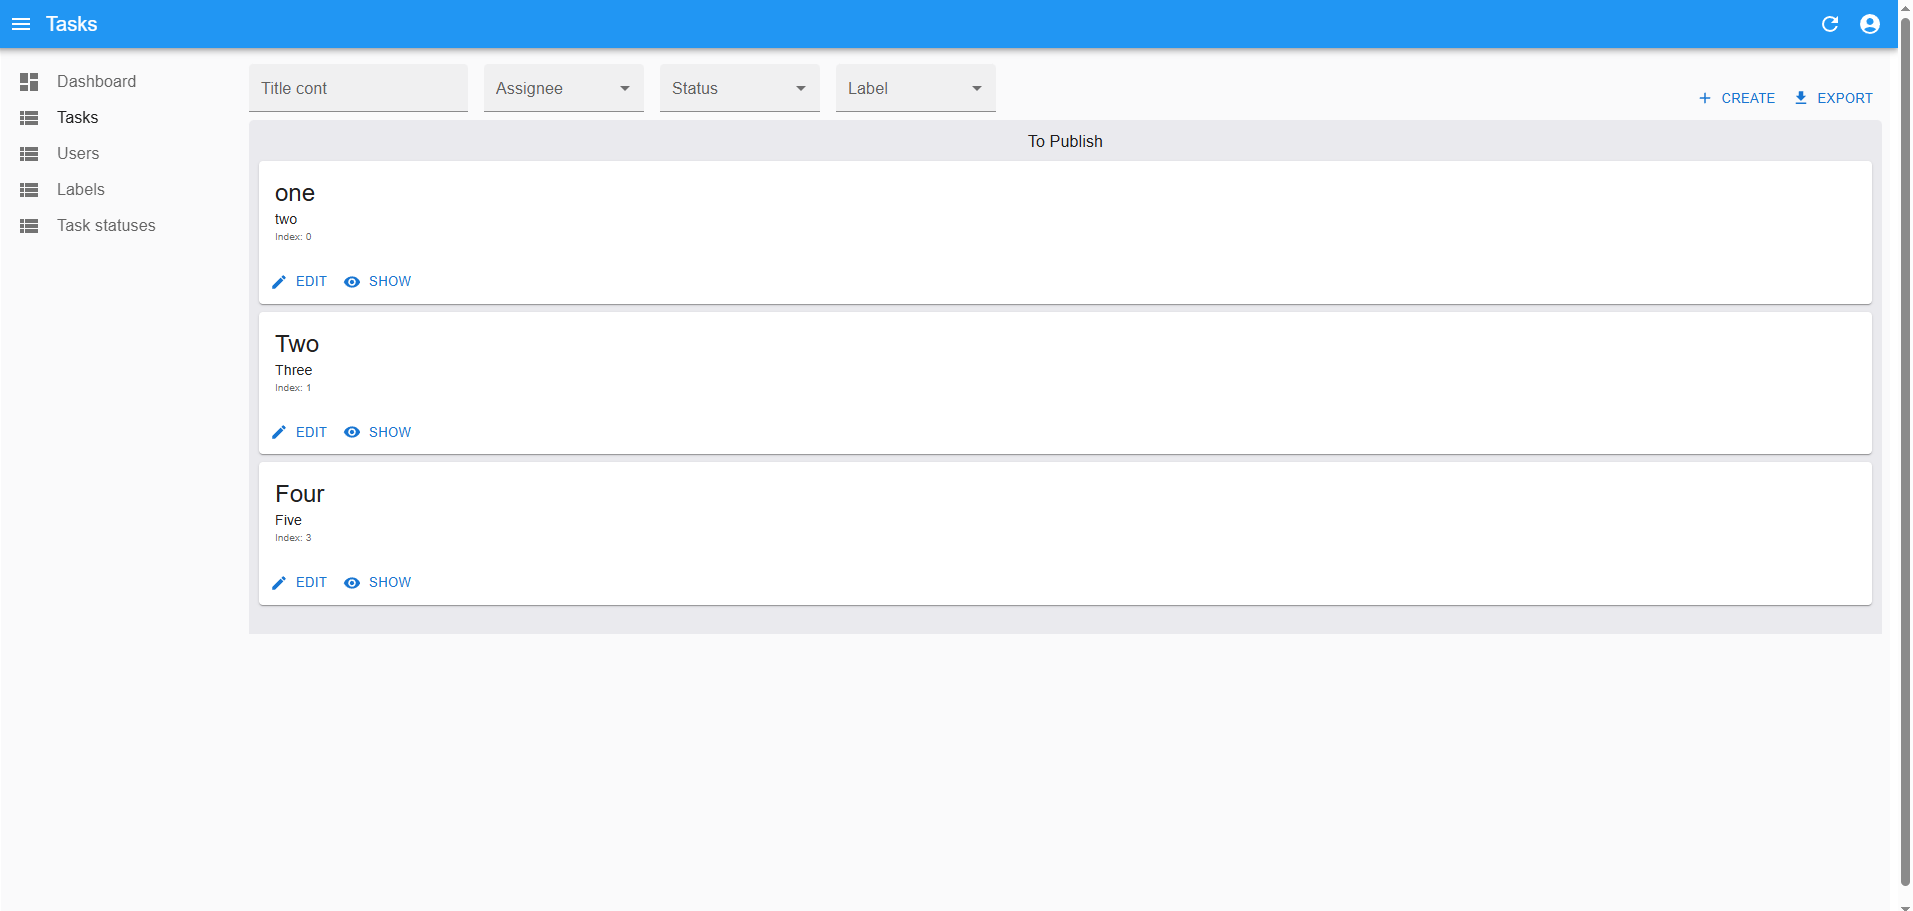 Tasks
Dashboard
Tasks
Users
Labels
Task statuses
Title cont
Assignee
Status
Label
CREATE
EXPORT
To Publish
one
two
Index: 0
EDIT SHOW
Two
Three
Index: 1
EDIT SHOW
Four
Five
Index: 3
EDIT SHOW